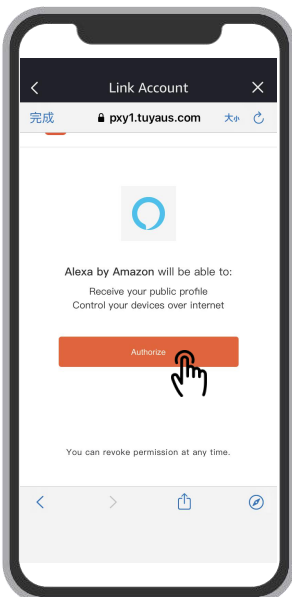 Link Account
完成 pxy1.tuyaus.com 大小
Alexa by Amazon will be able to:
Receive your public profile
Control your devices over internet
Authorize
You can revoke permission at any time.